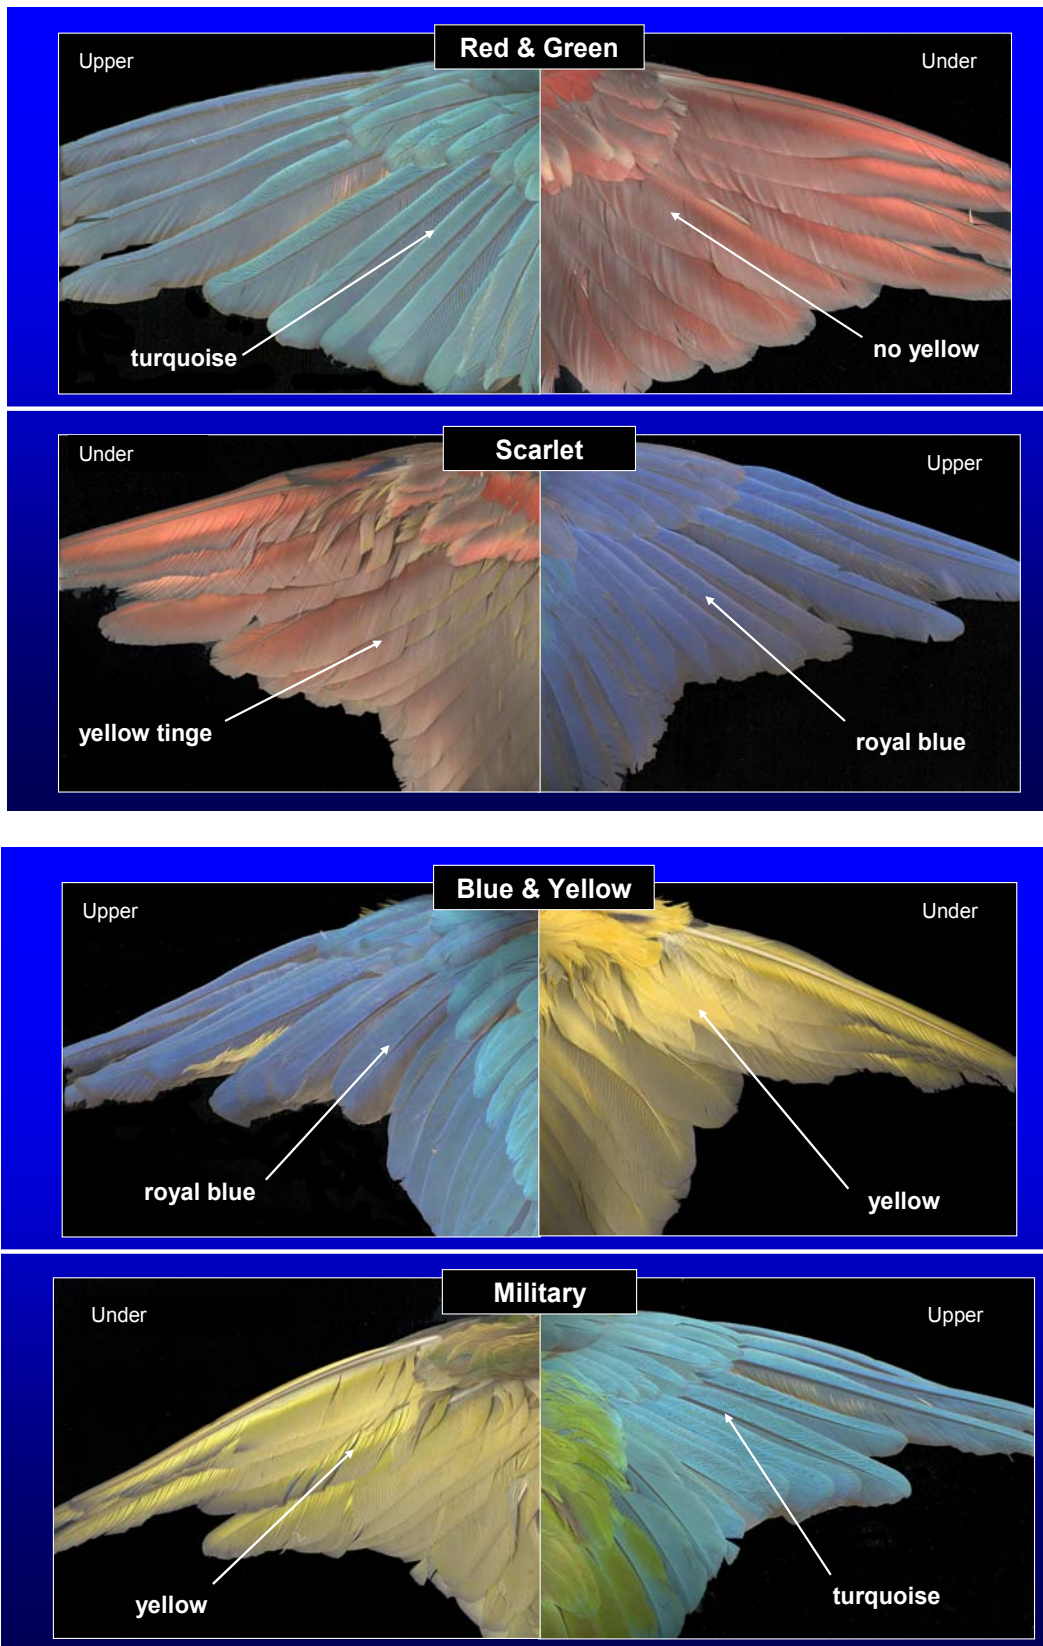 Red & Green
Upper
Under
turquoise
no yellow
Scarlet
Under
Upper
yellow tinge
royal blue
Blue & Yellow
Upper
Under
royal blue
yellow
Military
Under
Upper
yellow
turquoise